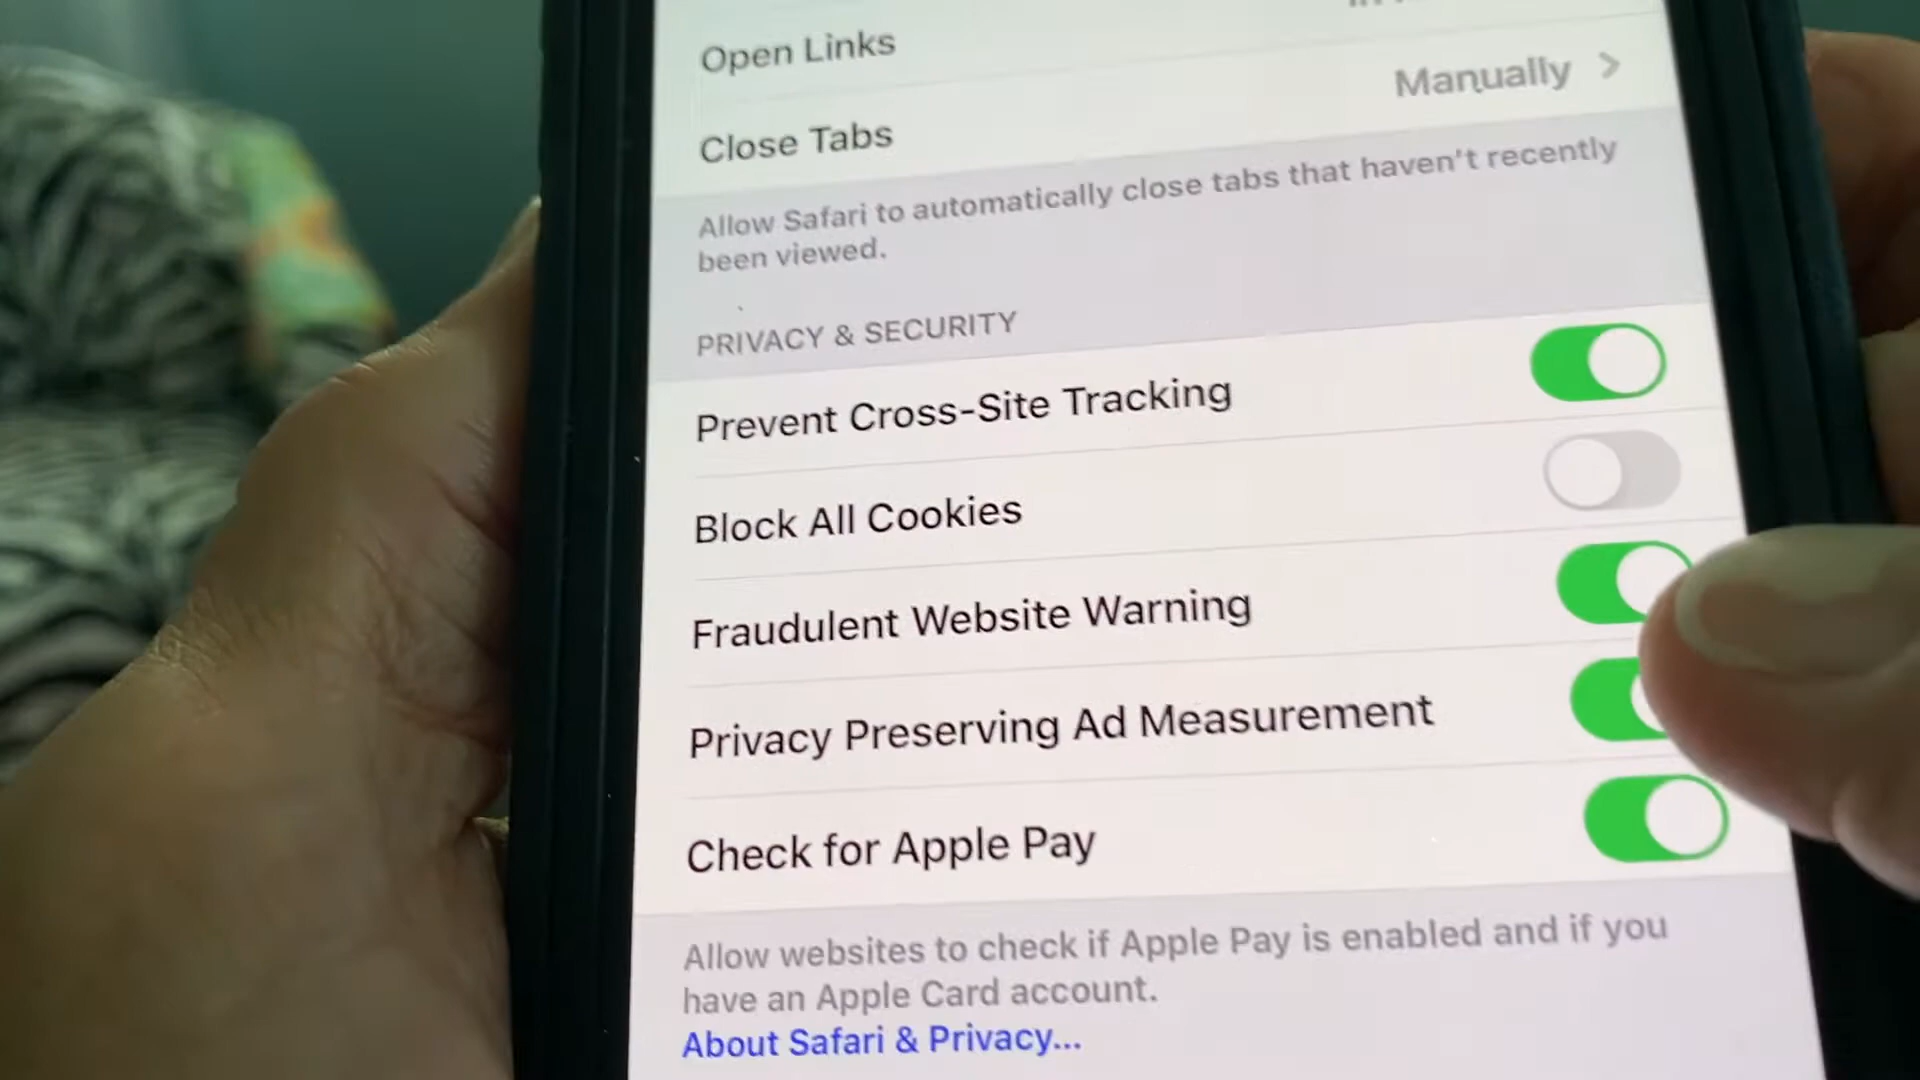 Open Links
Manually
Close Tabs
Allow Safari to automatically close tabs that haven't recently
been viewed.
PRIVACY & SECURITY
Prevent Cross-Site Tracking
Block All Cookies
Fraudulent Website Warning
Privacy Preserving Ad Measurement
Check for Apple Pay
Allow websites to check if Apple Pay is enabled and if you
have an Apple Card account.
About Safari & Privacy...